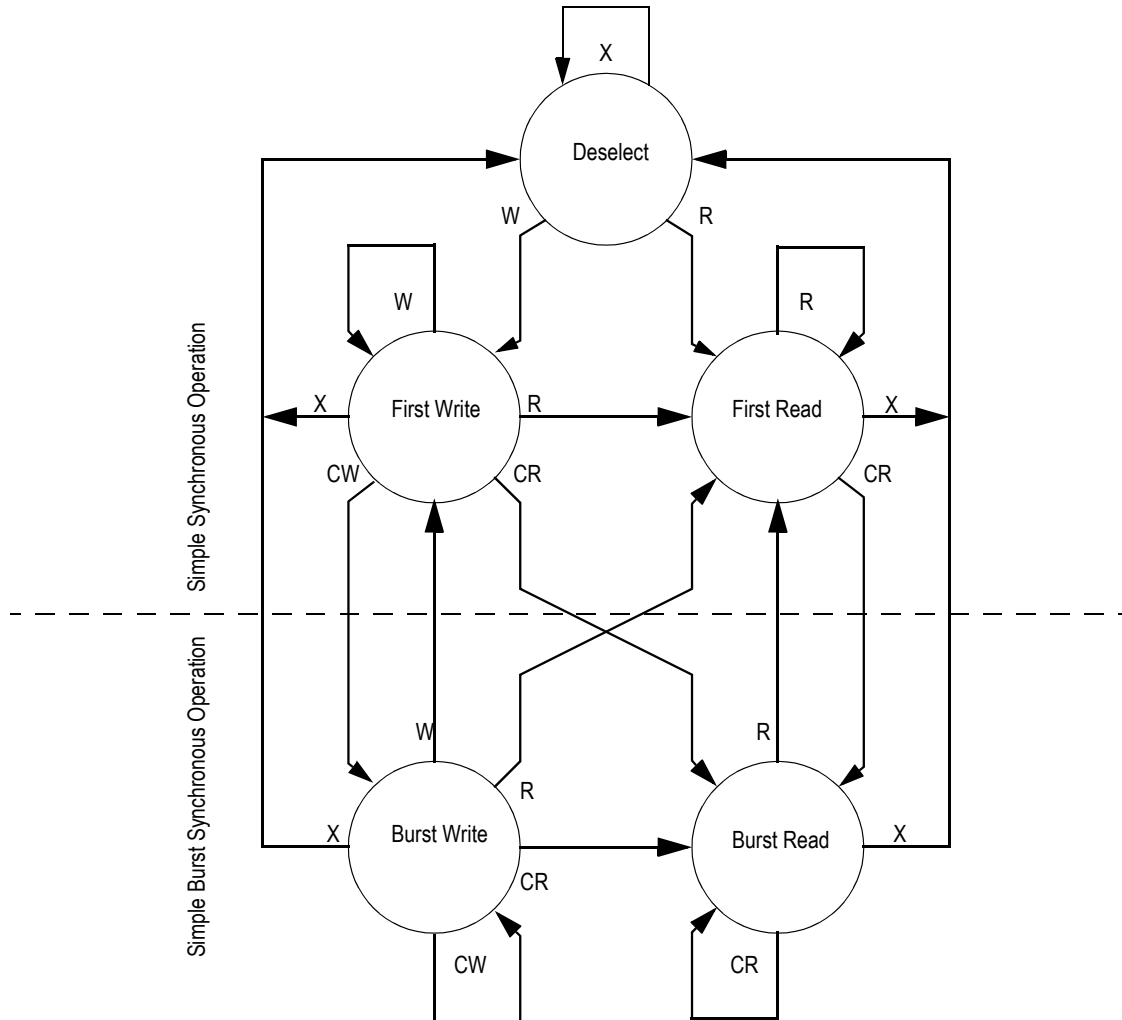 X
Deselect
W
R
W
R
Simple Synchronous Operation
X
First Write
R
First Read
X
CW
CR
CR
Simple Burst Synchronous Operation
W
R
R
X
Burst Write
Burst Read
X
CR
CW
CR